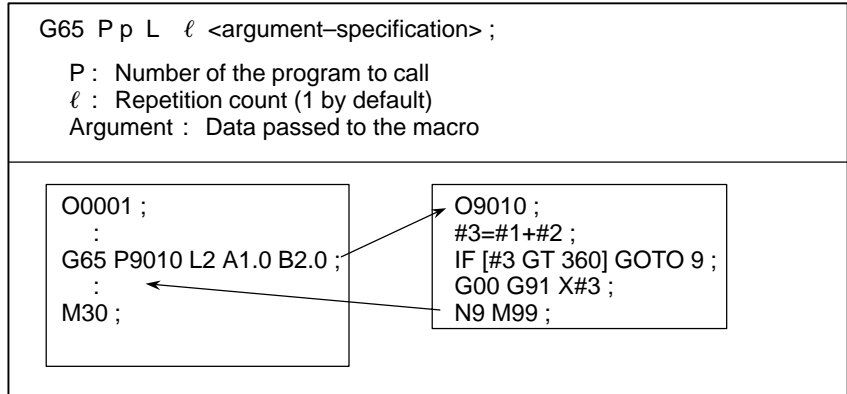 G65 P p L ℓ <argument–specification> ;
P : Number of the program to call
ℓ : Repetition count (1 by default)
Argument : Data passed to the macro
O0001 ;
:
G65 P9010 L2 A1.0 B2.0 ;
:
M30 ;
O9010 ;
#3=#1+#2 ;
IF [#3 GT 360] GOTO 9 ;
G00 G91 X#3 ;
N9 M99 ;